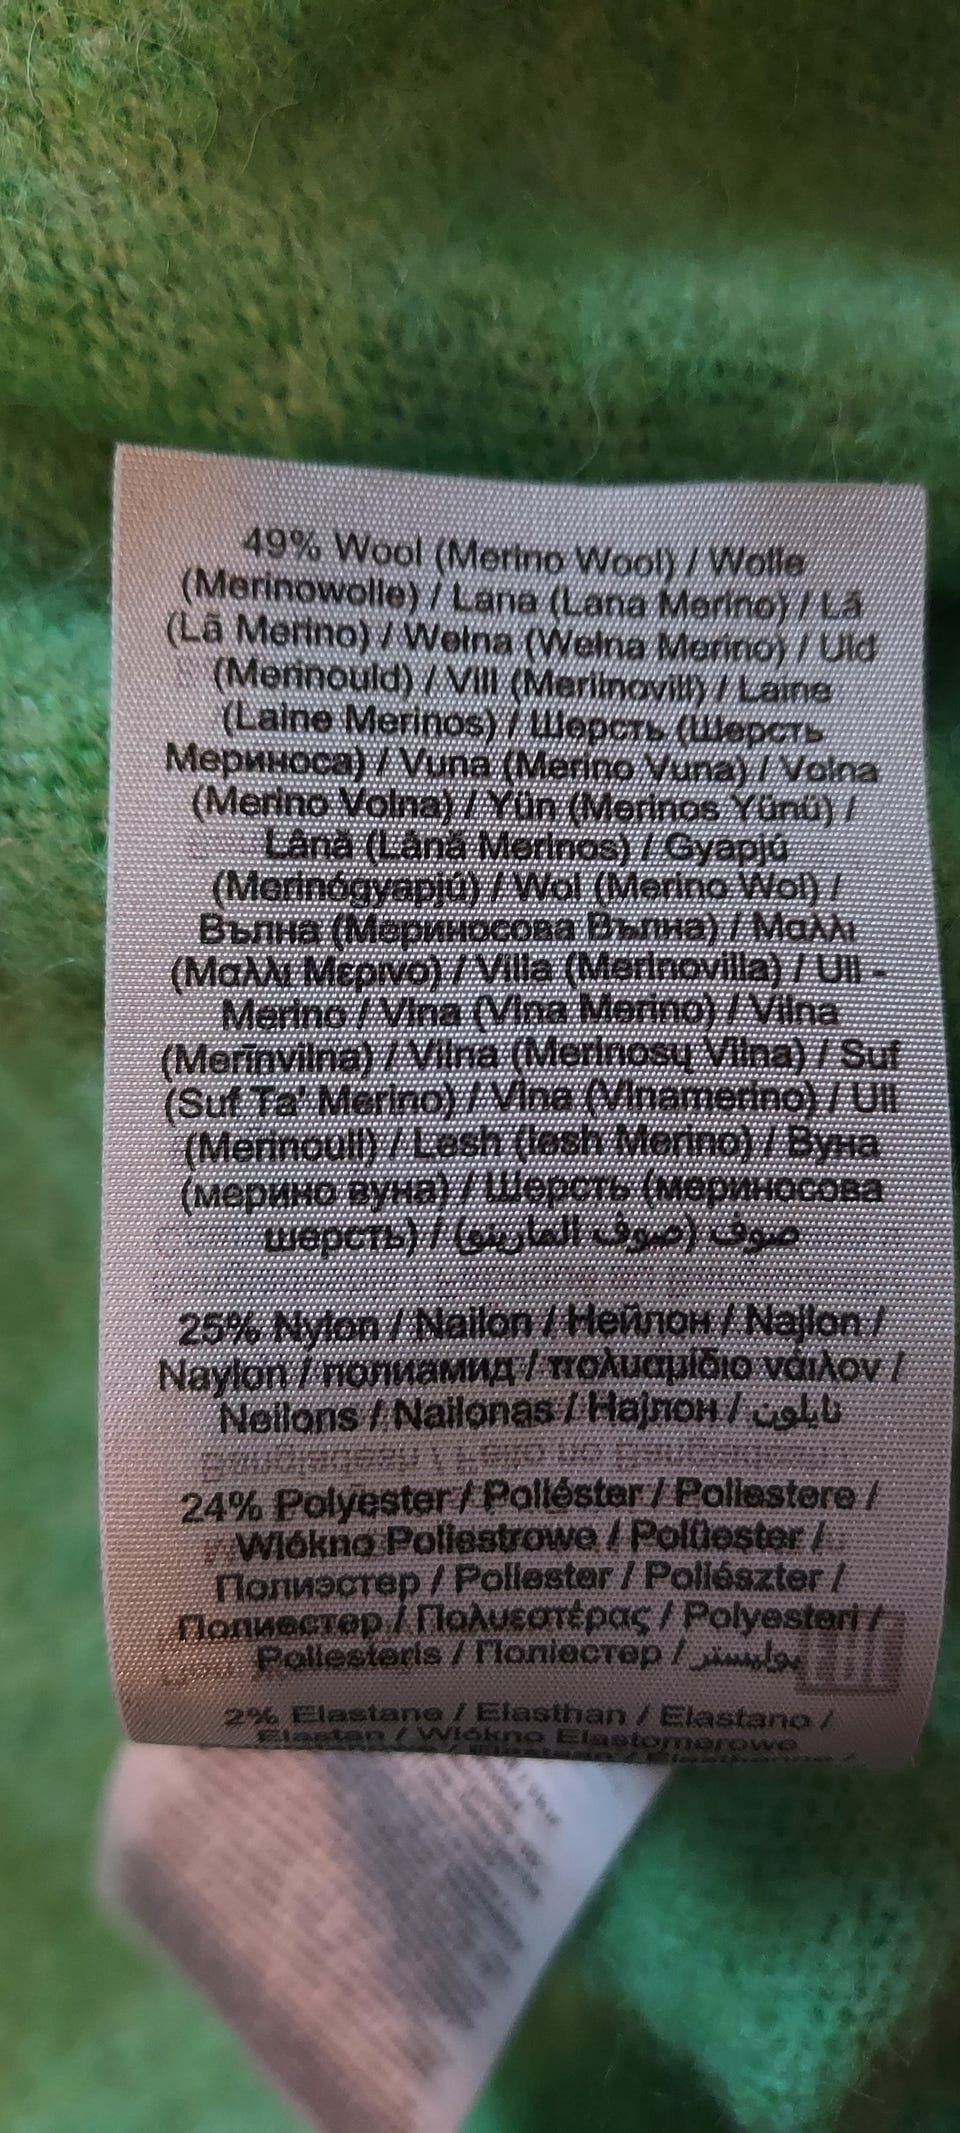 49% Wool (Merino Wool) / Wolle
(Merinowolle) / Lana (Lana Merino) / Lã
(Lã Merino) / Wełna (Wełna Merino) / Uld
(Merinould) / Vill (Meriinovill) / Laine
(Laine Merinos) / Шерсть (Шерсть
Мериноса) / Vuna (Merino Vuna) / Volna
(Merino Volna) / Yün (Merinos Yünü) /
Lână (Lână Merinos) / Gyapjú
(Merinógyapjú) / Wol (Merino Wol) /
Вълна (Мериносова Вълна) / Μαλλι
(Μαλλι Μερινο) / Villa (Merinovilla) / Ull -
Merino / Vlna (Vlna Merino) / Vilna
(Merīnvilna) / Vilna (Merinosų Vilna) / Suf
(Suf Ta' Merino) / Vlna (Vlnamerino) / Ull
(Merinoull) / Lesh (lesh Merino) / Вуна
(мерино вуна) / Шерсть (мериносова
шерсть) / صوف (صوف المارينو)
25% Nylon / Nailon / Нейлон / Najlon /
Naylon / полиамид / πολυαμίδιο νάιλον /
Neilons / Nailonas / Најлон / نايلون
24% Polyester / Poliéster / Poliestere /
Włókno Poliestrowe / Polüester /
Полиэстер / Poliester / Poliészter /
Полиестер / Πολυεστέρας / Polyesteri /
Poliesteris / Поліестер / بوليستر
2% Elastane / Elasthan / Elastano /
Elastan / Włókno Elastomerowe